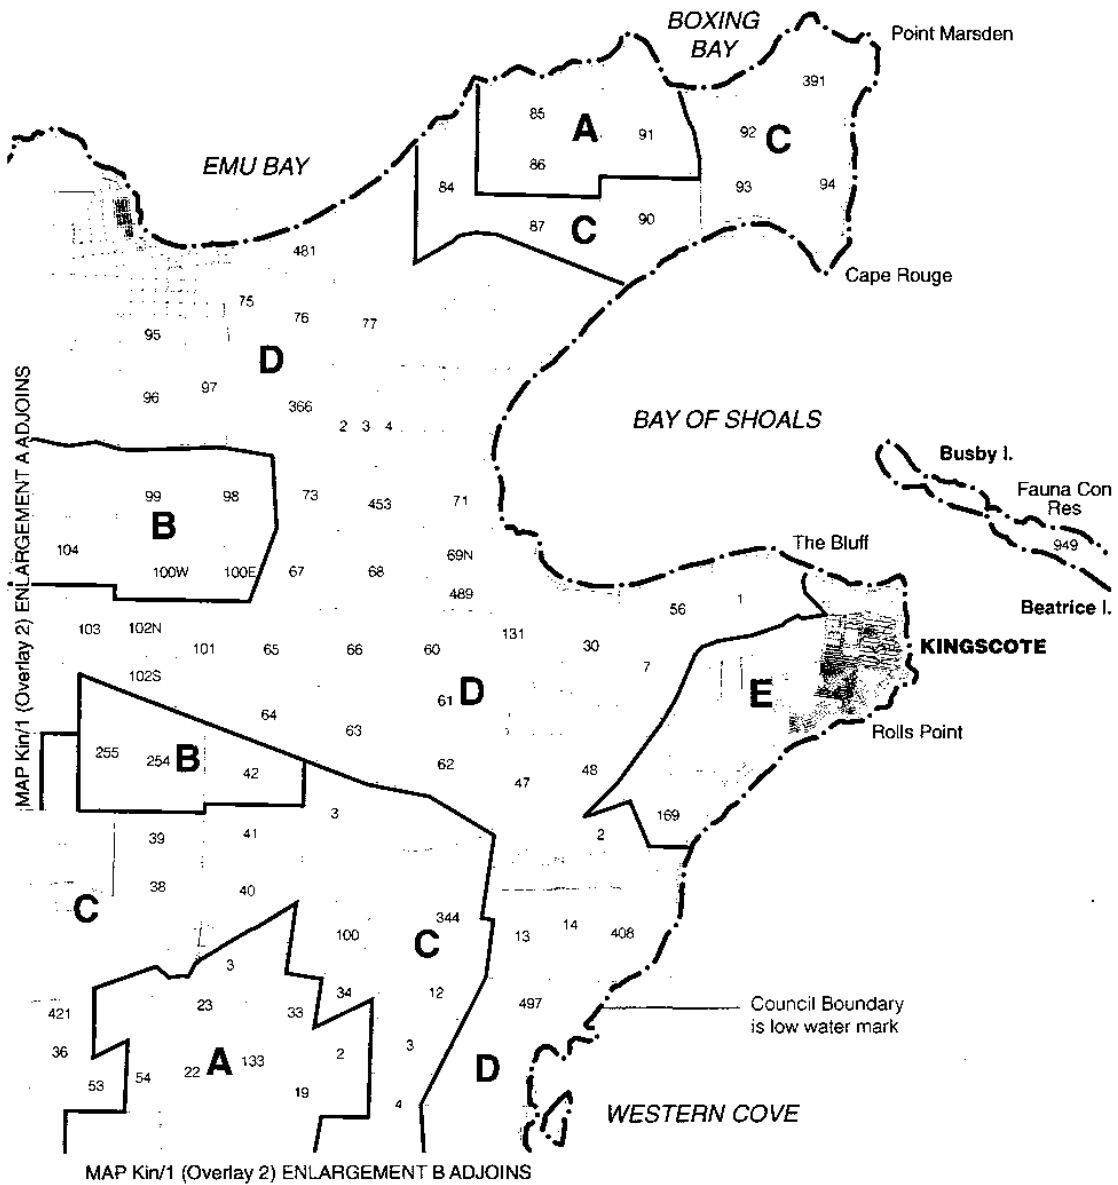 BOXING
BAY
Point Marsden
391
85
A
91
92
C
EMU BAY
86
84
93
94
87
C
90
481
Cape Rouge
75
76
77
95
D
97
96
366
2 3 4
BAY OF SHOALS
MAP Kin/1 (Overlay 2) ENLARGEMENT A ADJOINS
Busby I.
Fauna Con
Res
949
Beatrice I.
99
98
73
453
71
B
104
100W
100E
67
68
69N
489
The Bluff
56
1
103
102N
101
65
66
60
131
30
7
KINGSCOTE
102S
61
D
E
64
63
Rolls Point
255
254
B
42
62
47
48
3
169
2
39
41
38
40
C
344
100
C
13
14
408
3
23
33
34
12
497
Council Boundary
is low water mark
421
36
A
133
2
3
D
53
54
22
19
4
WESTERN COVE
MAP Kin/1 (Overlay 2) ENLARGEMENT B ADJOINS